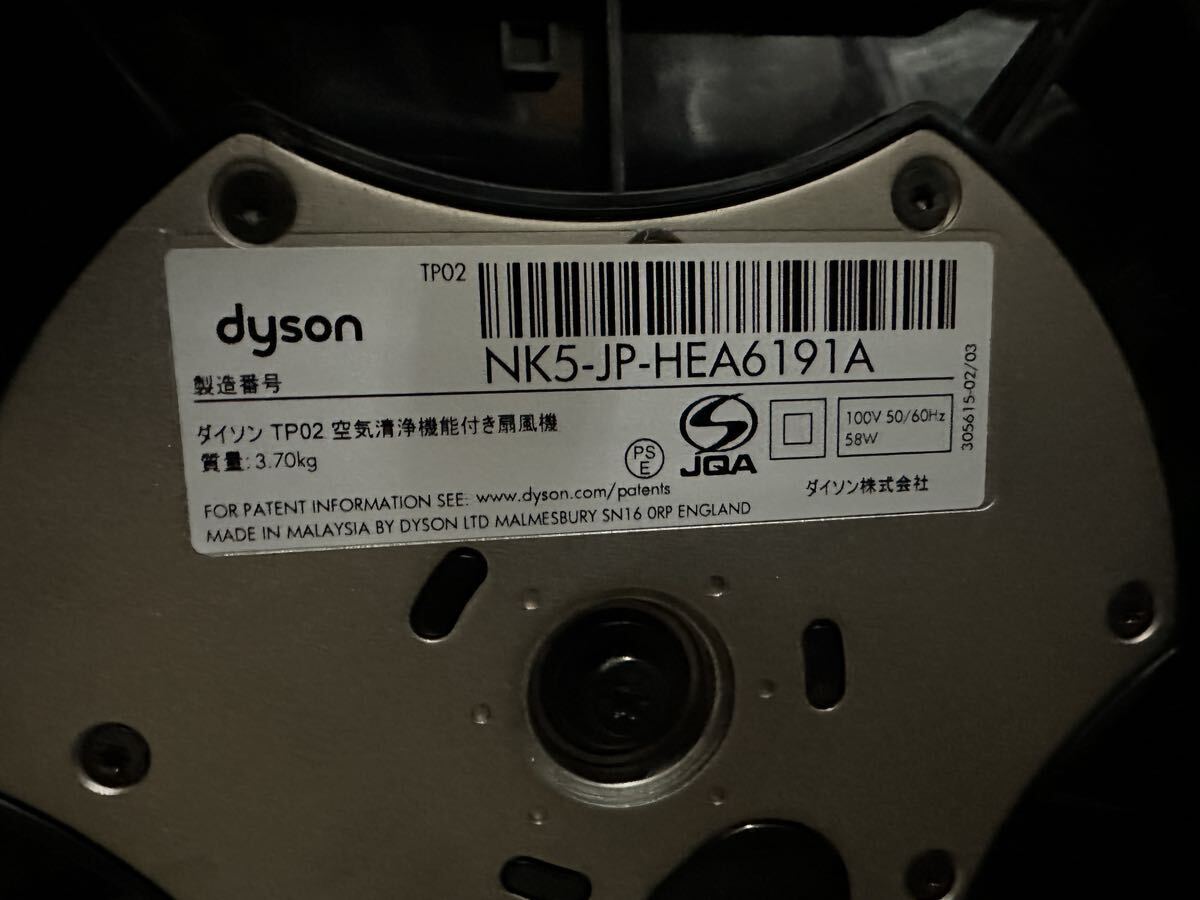 TP02
dyson
NK5-JP-HEA6191A
製造番号
ダイソン TP02 空気清浄機能付き扇風機
質量: 3.70kg
PS
E
JQA
100V 50/60Hz
58W
305615-02/03
ダイソン株式会社
FOR PATENT INFORMATION SEE: www.dyson.com/patents
MADE IN MALAYSIA BY DYSON LTD MALMESBURY SN16 0RP ENGLAND